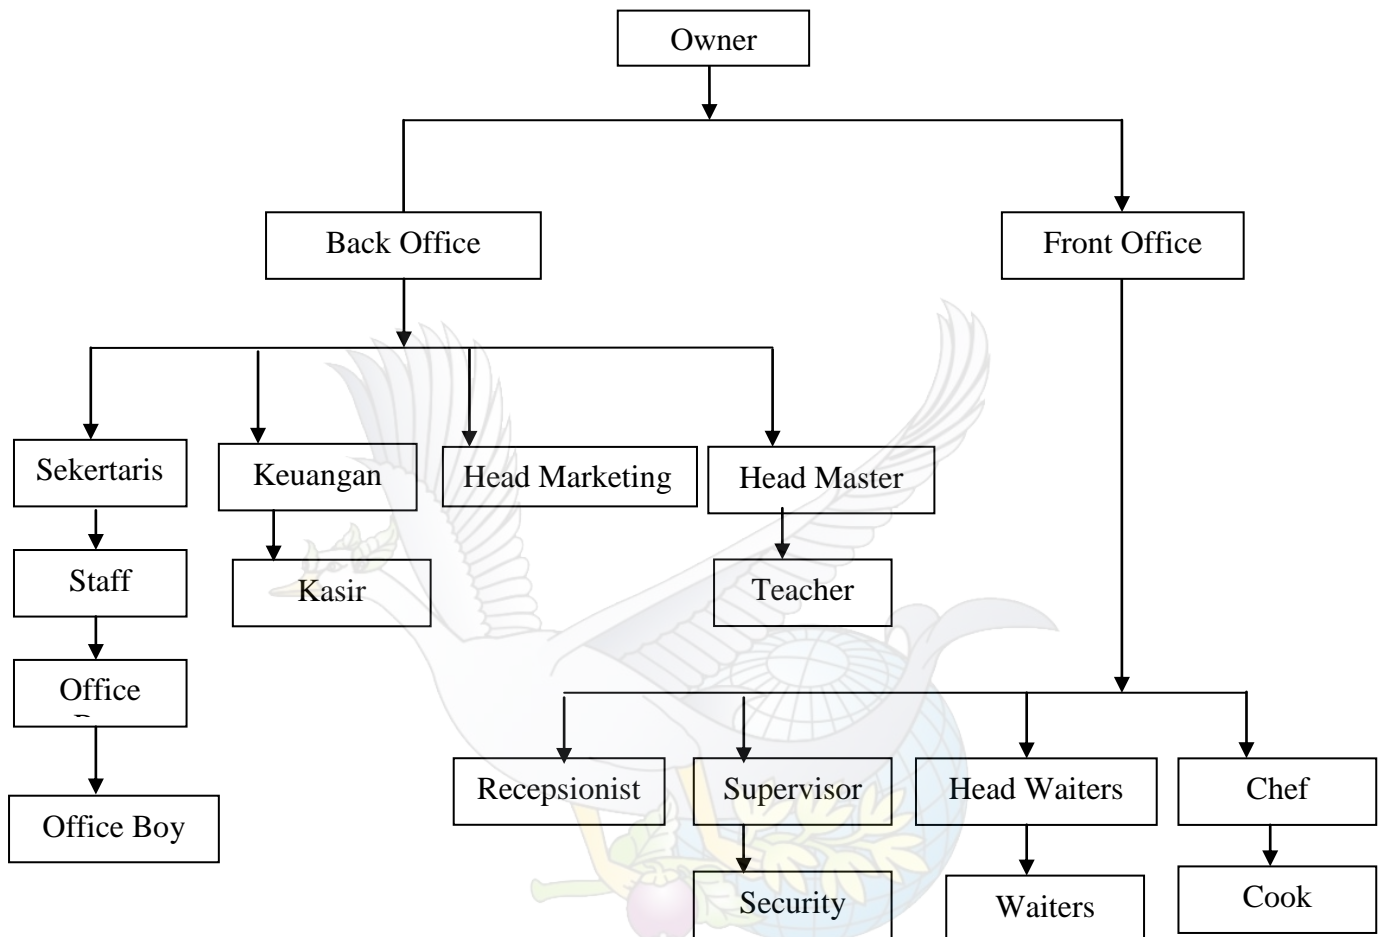 Owner
Back Office
Front Office
Sekertaris
Keuangan
Head Marketing
Head Master
Staff
Kasir
Teacher
Office
Office Boy
Recepsionist
Supervisor
Head Waiters
Chef
Security
Waiters
Cook